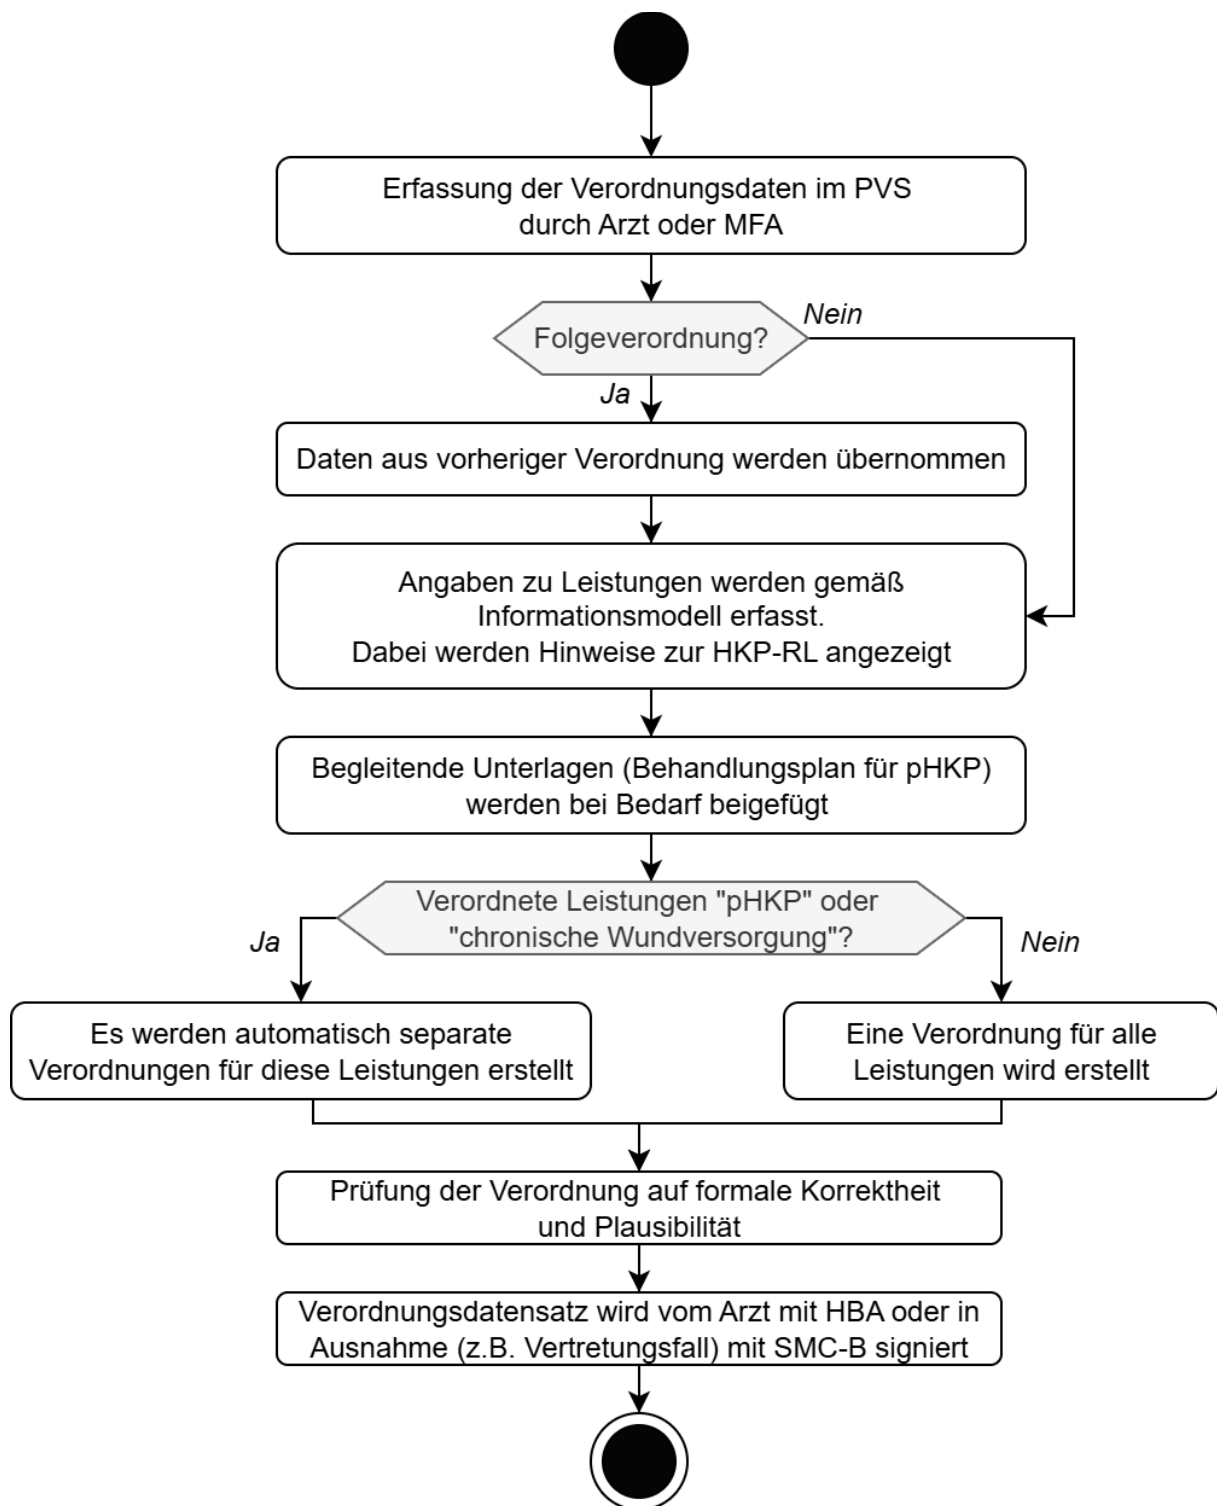 Erfassung der Verordnungsdaten im PVS
durch Arzt oder MFA
Folgeverordnung?
Nein
Ja
Daten aus vorheriger Verordnung werden übernommen
Angaben zu Leistungen werden gemäß
Informationsmodell erfasst.
Dabei werden Hinweise zur HKP-RL angezeigt
Begleitende Unterlagen (Behandlungsplan für pHKP)
werden bei Bedarf beigefügt
Verordnete Leistungen "pHKP" oder
"chronische Wundversorgung"?
Ja
Nein
Es werden automatisch separate
Verordnungen für diese Leistungen erstellt
Eine Verordnung für alle
Leistungen wird erstellt
Prüfung der Verordnung auf formale Korrektheit
und Plausibilität
Verordnungsdatensatz wird vom Arzt mit HBA oder in
Ausnahme (z.B. Vertretungsfall) mit SMC-B signiert